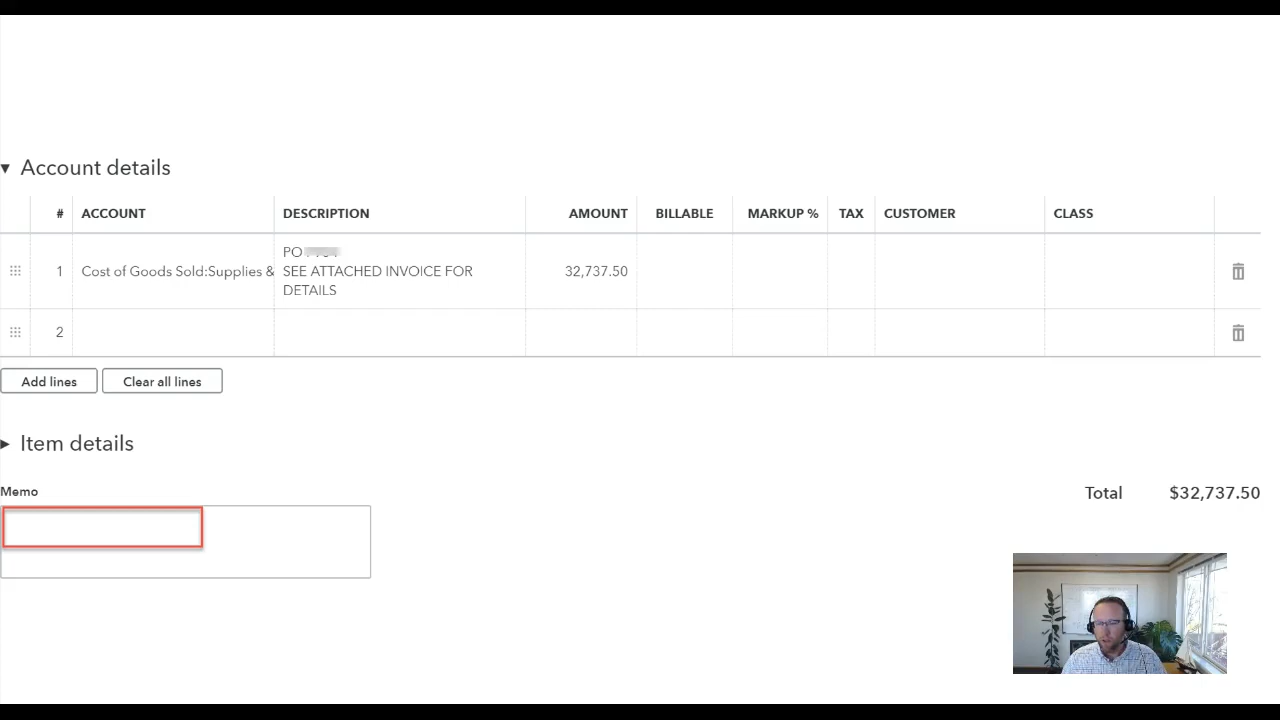 Account details
# ACCOUNT DESCRIPTION AMOUNT BILLABLE MARKUP % TAX CUSTOMER CLASS
PO
1 Cost of Goods Sold:Supplies & SEE ATTACHED INVOICE FOR 32,737.50
DETAILS
2
Add lines Clear all lines
Item details
Memo
Total $32,737.50